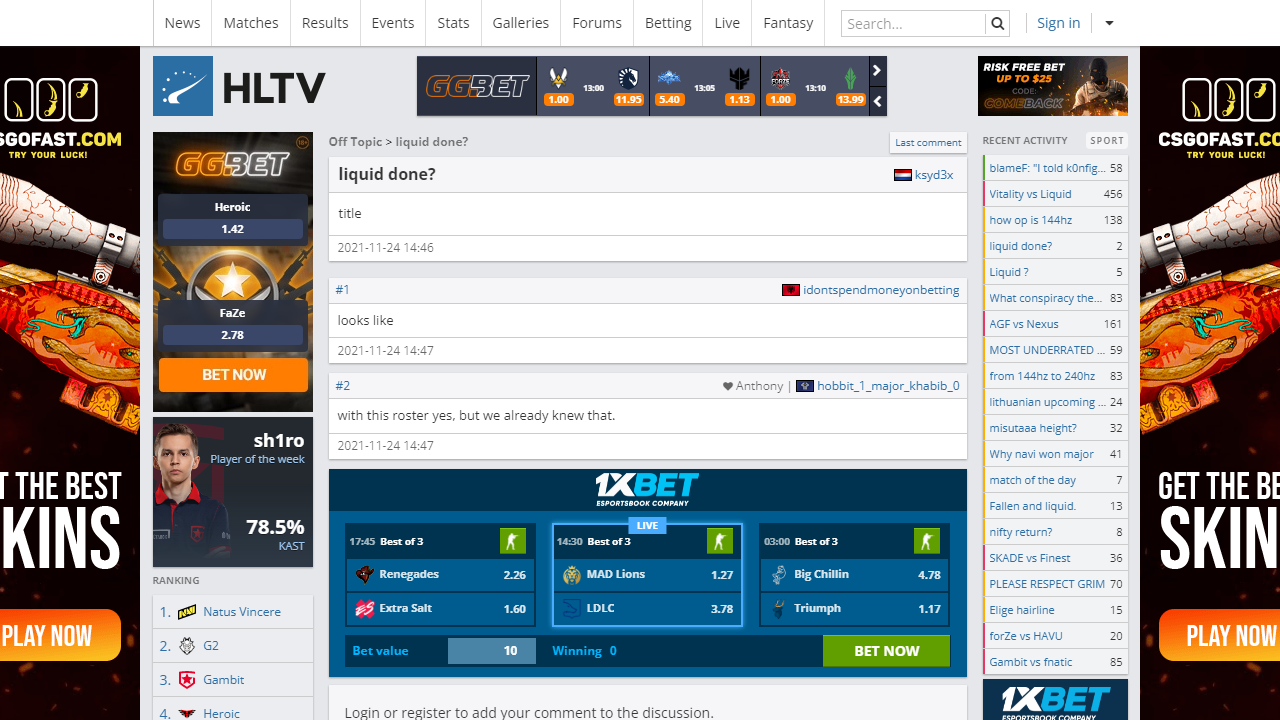 News
Matches
Results
Events
Stats
Galleries
Forums
Betting
Live
Fantasy
Search...
Sign in
HLTV
GG.BET
13:00
1.00
11.95
13:05
5.40
1.13
13:10
1.00
13.99
RISK FREE BET
UP TO $25
CODE:
COMEBACK
CSGOFAST.COM
TRY YOUR LUCK!
GET THE BEST
SKINS
PLAY NOW
18+
GG.BET
Heroic
1.42
FaZe
2.78
BET NOW
sh1ro
Player of the week
78.5%
KAST
RANKING
1. Natus Vincere
2. G2
3. Gambit
4. Heroic
Off Topic > liquid done?
Last comment
liquid done?
ksyd3x
title
2021-11-24 14:46
#1
idontspendmoneyonbetting
looks like
2021-11-24 14:47
#2
Anthony | hobbit_1_major_khabib_0
with this roster yes, but we already knew that.
2021-11-24 14:47
1XBET
ESPORTSBOOK COMPANY
17:45 Best of 3
Renegades 2.26
Extra Salt 1.60
LIVE
14:30 Best of 3
MAD Lions 1.27
LDLC 3.78
03:00 Best of 3
Big Chillin 4.78
Triumph 1.17
Bet value 10 Winning 0
BET NOW
Login or register to add your comment to the discussion.
RECENT ACTIVITY
SPORT
blameF: "I told k0nfig... 58
Vitality vs Liquid 456
how op is 144hz 138
liquid done? 2
Liquid ? 5
What conspiracy the... 83
AGF vs Nexus 161
MOST UNDERRATED ... 59
from 144hz to 240hz 83
lithuanian upcoming ... 24
misutaaa height? 32
Why navi won major 41
match of the day 7
Fallen and liquid. 13
nifty return? 8
SKADE vs Finest 36
PLEASE RESPECT GRIM 70
Elige hairline 15
forZe vs HAVU 20
Gambit vs fnatic 85
1XBET
ESPORTSBOOK COMPANY
CSGOFAST.CO
TRY YOUR LUCK!
GET THE BE
SKIN
PLAY NOW